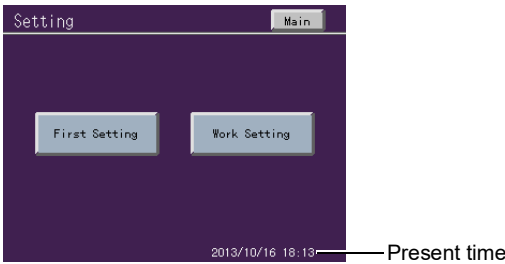 Setting
Main
First Setting
Work Setting
2013/10/16 18:13
Present time